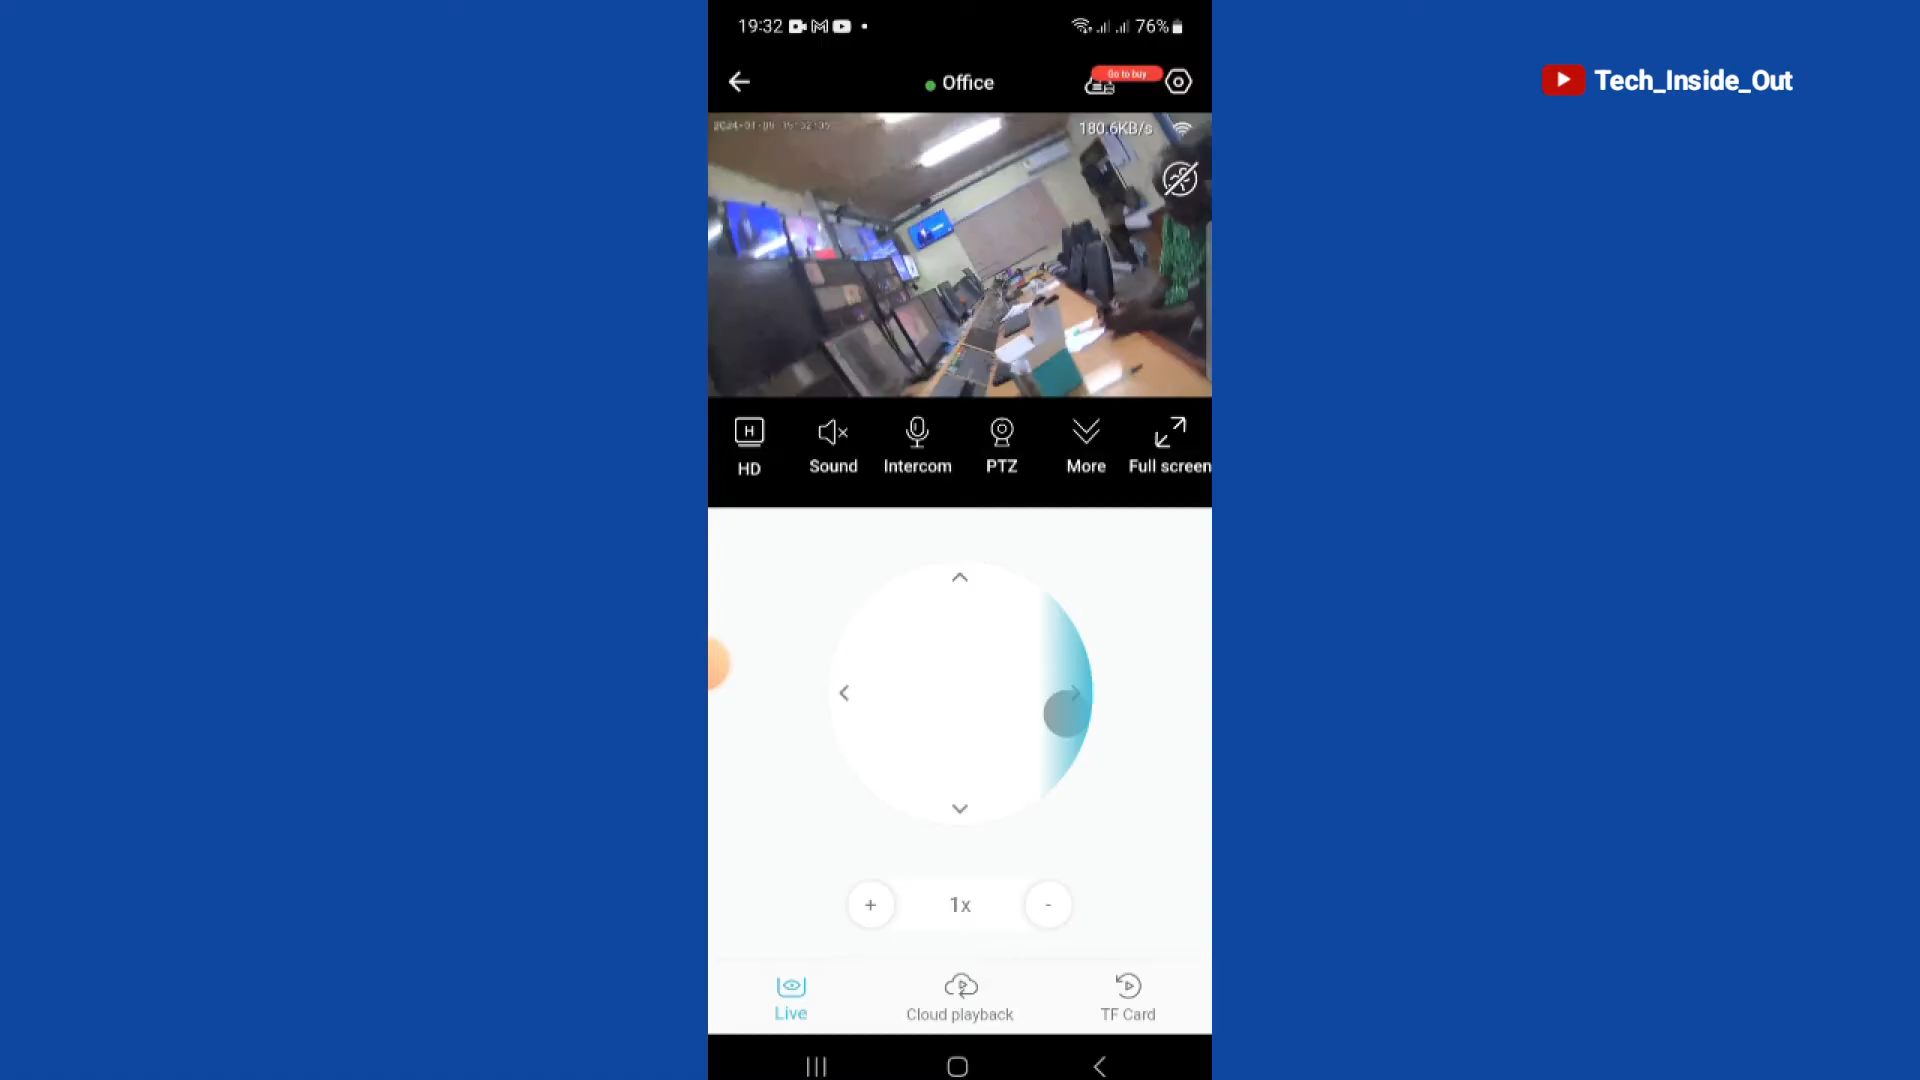 19:32
76%
Office
Go to buy
180.6KB/s
Tech_Inside_Out
H
HD
Sound
Intercom
PTZ
More
Full screen
+ 1x -
Live
Cloud playback
TF Card